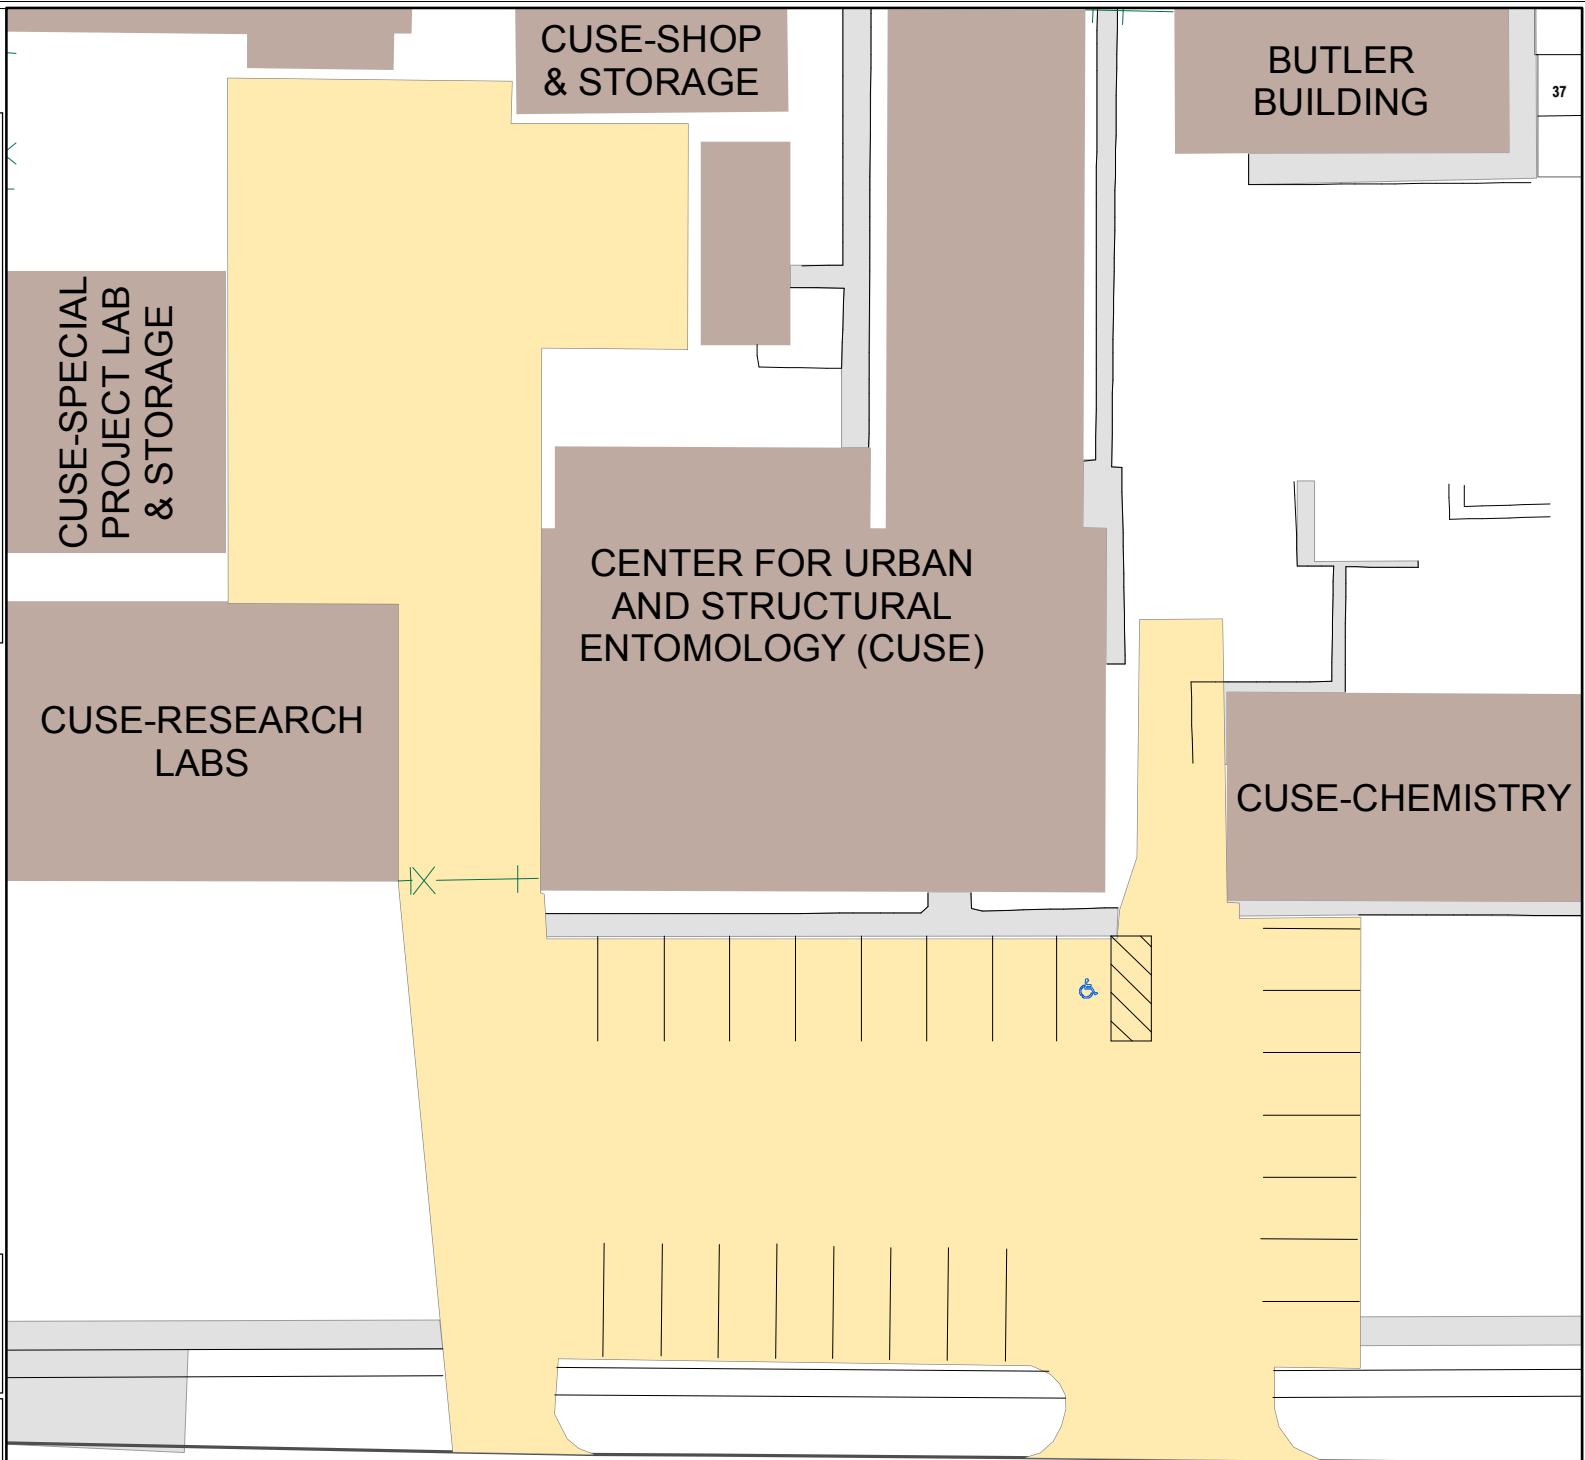 CUSE-SHOP
& STORAGE
BUTLER
BUILDING
37
CUSE-SPECIAL
PROJECT LAB
& STORAGE
CENTER FOR URBAN
AND STRUCTURAL
ENTOMOLOGY (CUSE)
CUSE-RESEARCH
LABS
CUSE-CHEMISTRY